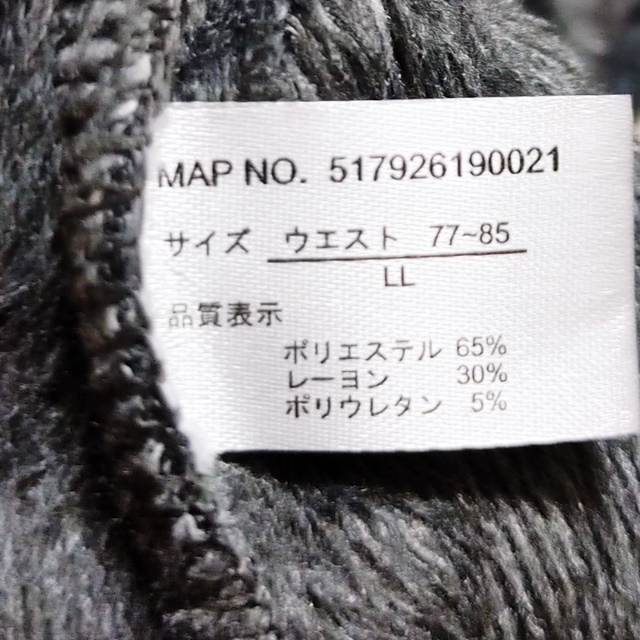 MAP NO. 517926190021
サイズ ウエスト 77~85
LL
品質表示
ポリエステル 65%
レーヨン 30%
ポリウレタン 5%